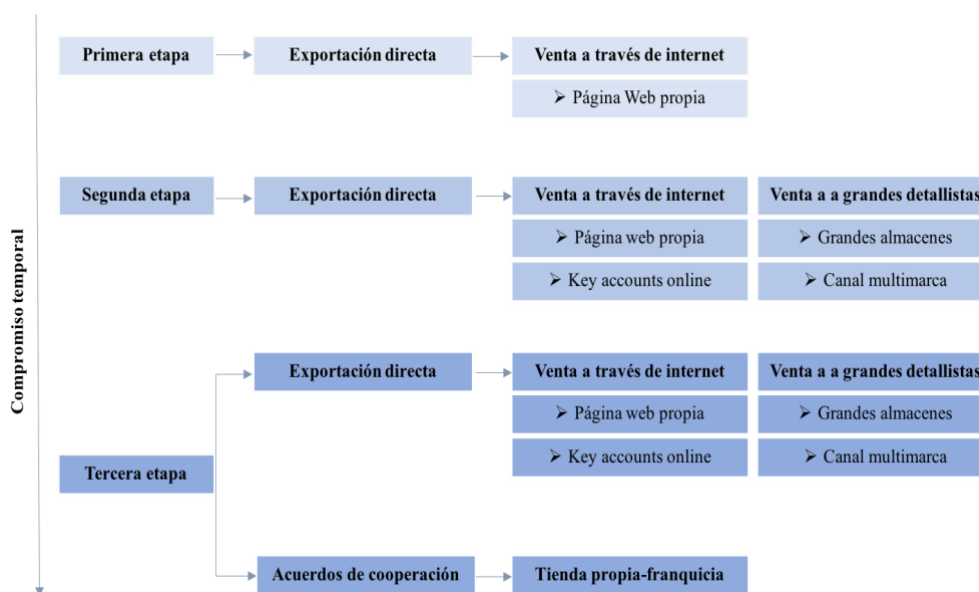 Compromiso temporal
Primera etapa
Exportación directa
Venta a través de internet
➢ Página Web propia
Segunda etapa
Exportación directa
Venta a través de internet
Venta a a grandes detallistas
➢ Página web propia
➢ Grandes almacenes
➢ Key accounts online
➢ Canal multimarca
Tercera etapa
Exportación directa
Venta a través de internet
Venta a a grandes detallistas
➢ Página web propia
➢ Grandes almacenes
➢ Key accounts online
➢ Canal multimarca
Acuerdos de cooperación
Tienda propia-franquicia